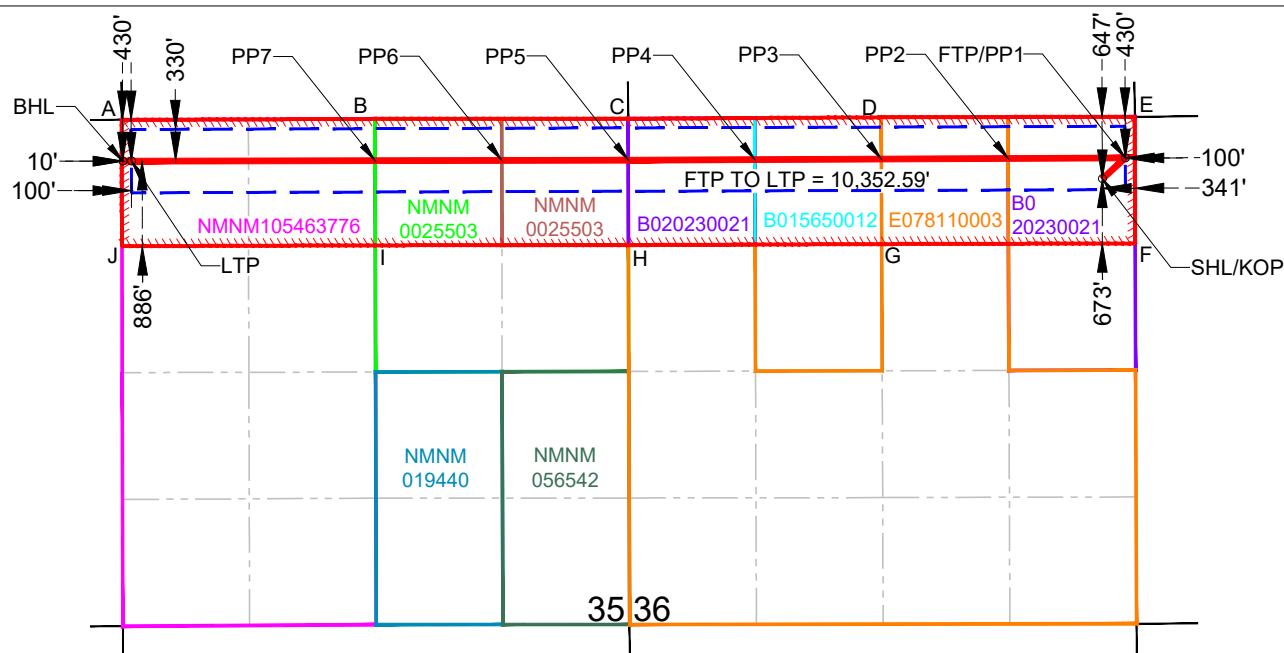 430'
330'
647'
430'
PP7
PP6
PP5
PP4
PP3
PP2
FTP/PP1
BHL
A
B
C
D
E
10'
100'
100'
341'
FTP TO LTP = 10,352.59'
NMNM105463776
NMNM
0025503
NMNM
0025503
B020230021
B015650012
E078110003
B0
20230021
J
LTP
I
H
G
F
SHL/KOP
886'
673'
NMNM
019440
NMNM
056542
35
36